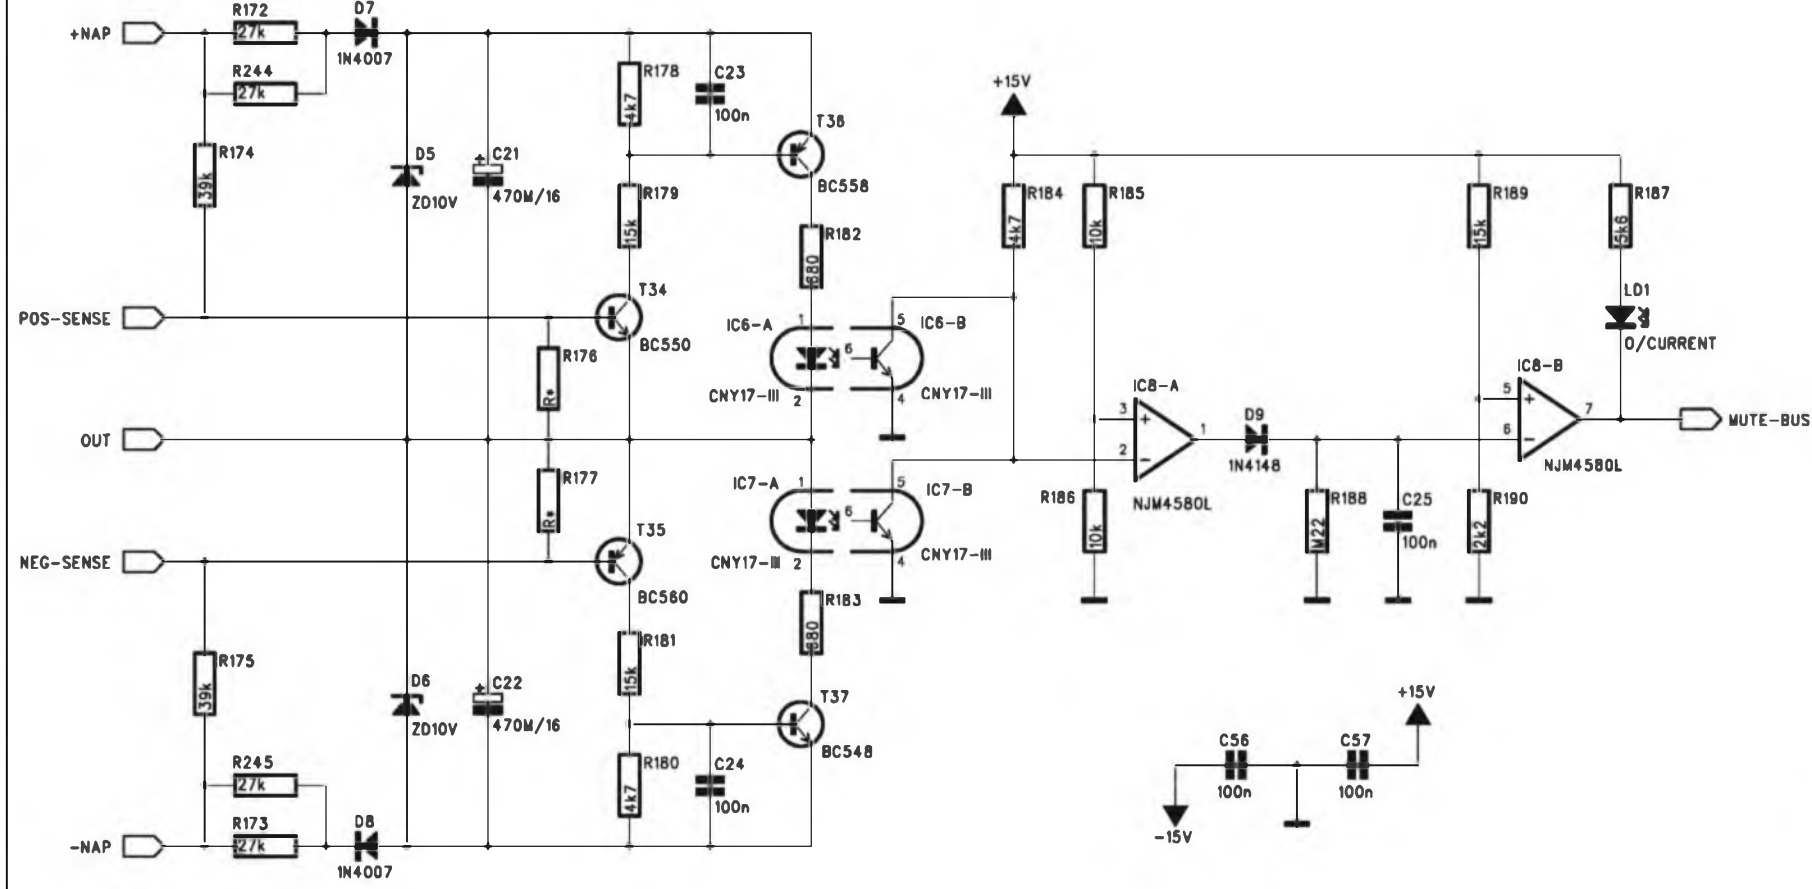 R172
27k
D7
1N4007
+NAP
R244
27k
R174
39k
D5
ZD10V
C21
+
470M/16
R178
4k7
C23
100n
T36
BC558
R179
15k
R182
680
POS-SENSE
T34
BC550
R176
R*
OUT
R177
R*
NEG-SENSE
T35
BC560
R181
15k
R175
39k
D6
ZD10V
C22
+
470M/16
R183
680
T37
BC548
R180
4k7
C24
100n
R245
27k
R173
27k
D8
1N4007
-NAP
IC6-A
1
2
CNY17-III
6
5
4
IC6-B
CNY17-III
IC7-A
1
2
CNY17-III
6
5
4
IC7-B
CNY17-III
+15V
R184
4k7
R185
10k
R186
10k
IC8-A
3
+
2
-
1
NJM4580L
D9
1N4148
R188
M22
C25
100n
R189
15k
R190
2k2
R187
5k6
LD1
O/CURRENT
IC8-B
5
+
6
-
7
NJM4580L
MUTE-BUS
+15V
C56
100n
C57
100n
-15V